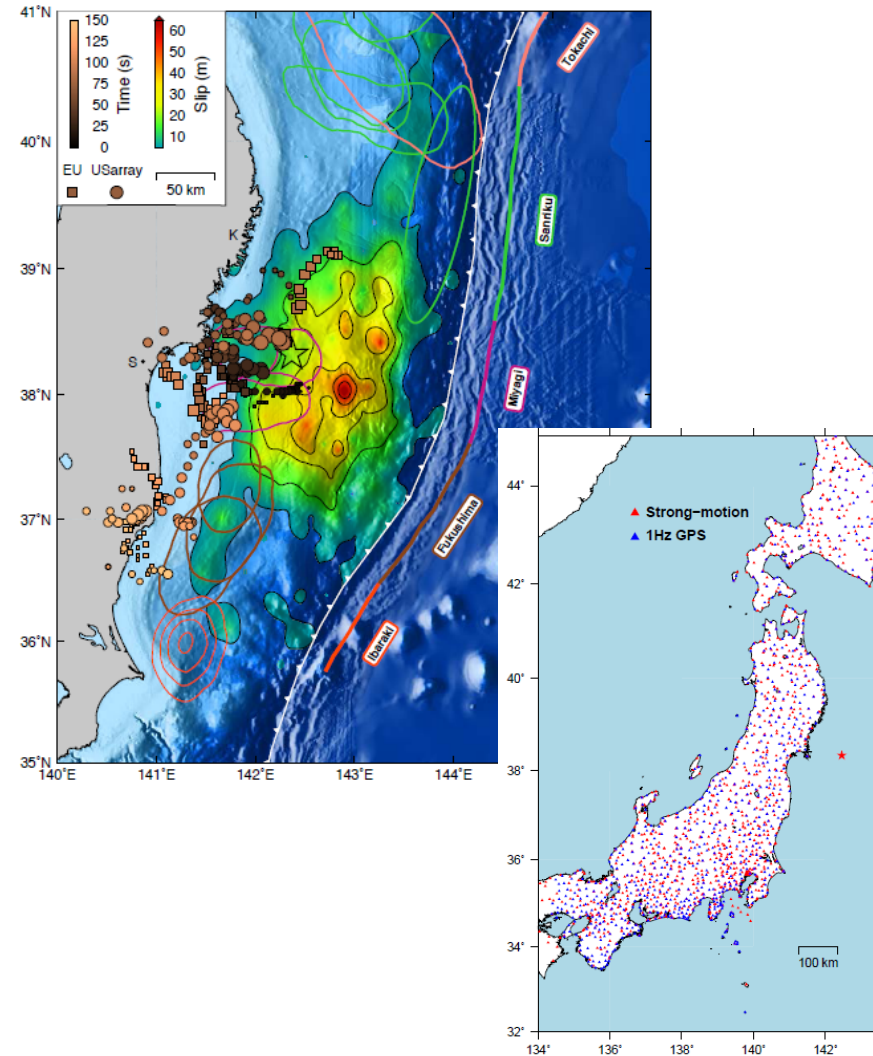 41°N
40°N
39°N
38°N
37°N
36°N
35°N
140°E
141°E
142°E
143°E
144°E
150
125
100
75
50
25
0
Time (s)
60
50
40
30
20
10
Slip (m)
EU
USarray
50 km
K
S
Tokachi
Sanriku
Miyagi
Fukushima
Ibaraki
44°
42°
40°
38°
36°
34°
32°
134°
136°
138°
140°
142°
Strong-motion
1Hz GPS
100 km